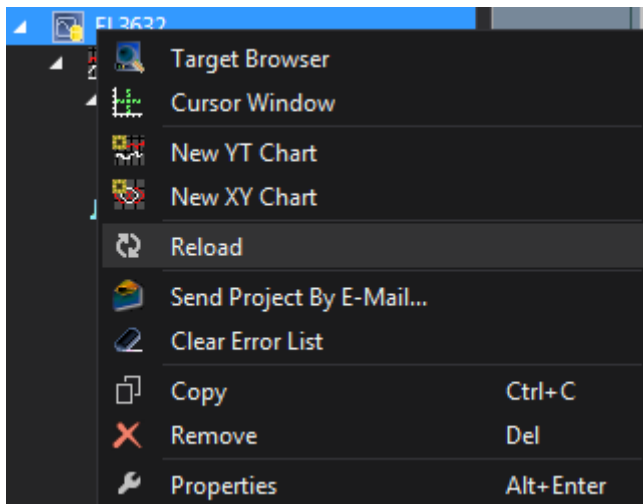 EL3632
Target Browser
Cursor Window
New YT Chart
New XY Chart
Reload
Send Project By E-Mail...
Clear Error List
Copy Ctrl+C
Remove Del
Properties Alt+Enter